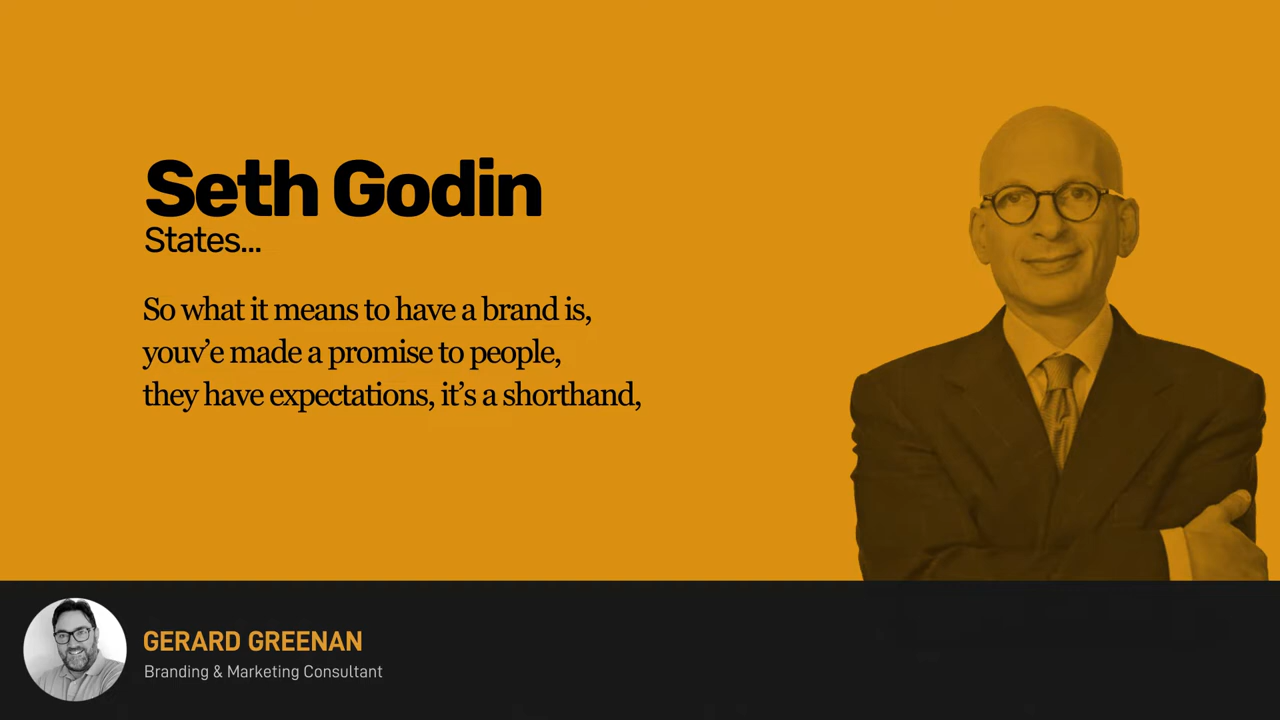 Seth Godin
States...
So what it means to have a brand is,
youv’e made a promise to people,
they have expectations, it’s a shorthand,
GERARD GREENAN
Branding & Marketing Consultant